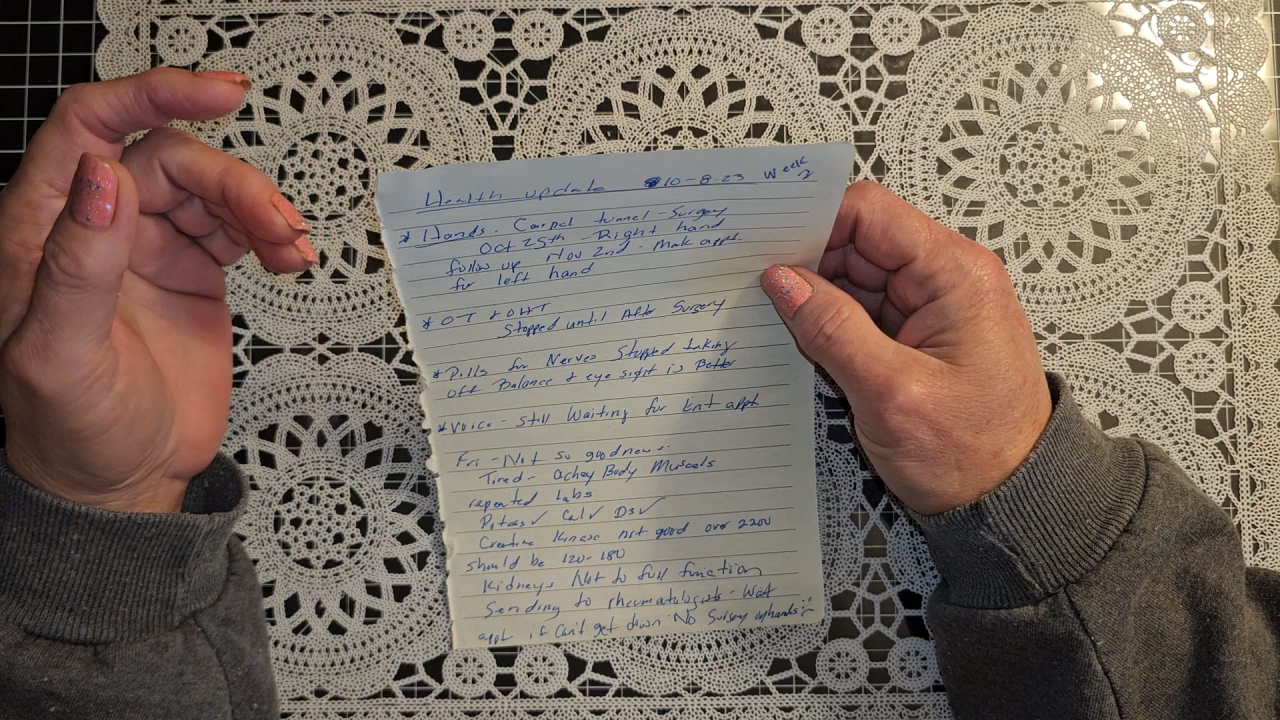 Health update 10-8-23 Week 2
* Hands - Carpal tunnel - Surgery
Oct 25th - Right hand
follow up Nov 2nd - Mak appt.
for left hand
* OT +
Stopped until After Surgery
* Pills for Nerves Stopped taking
off Balance + eye sight is Better
* Voice - still Waiting for Ent appt
Fri - Not so good news -
Tired - Achey Body Muscels
repeated Labs
Potass ✓ Cal ✓ D3 ✓
Creatine Kinase not good over 2200
should be 120-180
Kidneys Not to full function
Sending to rheumatologists - Wait
appt if Can't get down No Surgery on hands :(